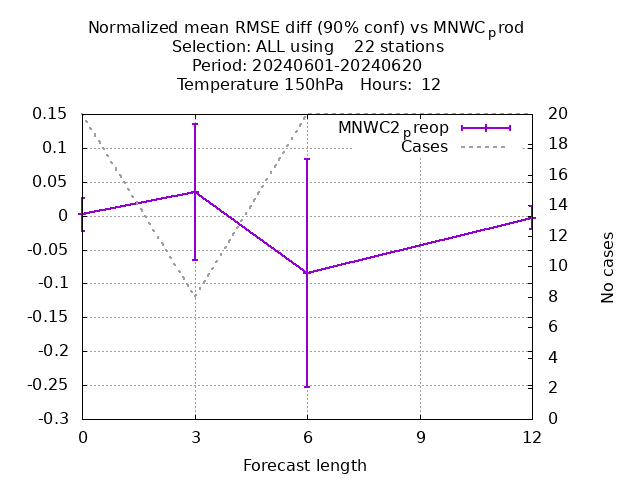 Normalized mean RMSE diff (90% conf) vs MNWCprod
Selection: ALL using    22 stations
Period: 20240601-20240620
Temperature 150hPa   Hours:  12
MNWC2preop
Cases
0.15
0.1
0.05
0
-0.05
-0.1
-0.15
-0.2
-0.25
-0.3
20
18
16
14
12
10
8
6
4
2
0
No cases
0 3 6 9 12
Forecast length